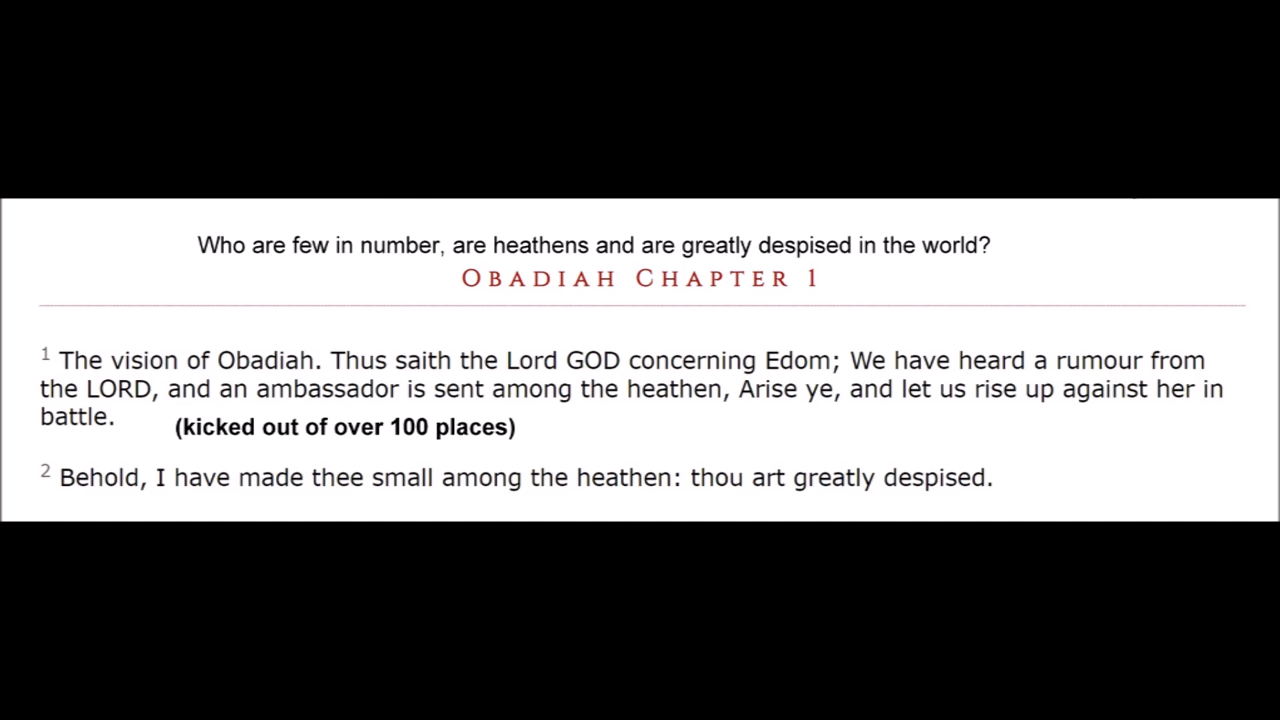 Who are few in number, are heathens and are greatly despised in the world?
OBADIAH CHAPTER 1
1 The vision of Obadiah. Thus saith the Lord GOD concerning Edom; We have heard a rumour from
the LORD, and an ambassador is sent among the heathen, Arise ye, and let us rise up against her in
battle.
(kicked out of over 100 places)
2 Behold, I have made thee small among the heathen: thou art greatly despised.